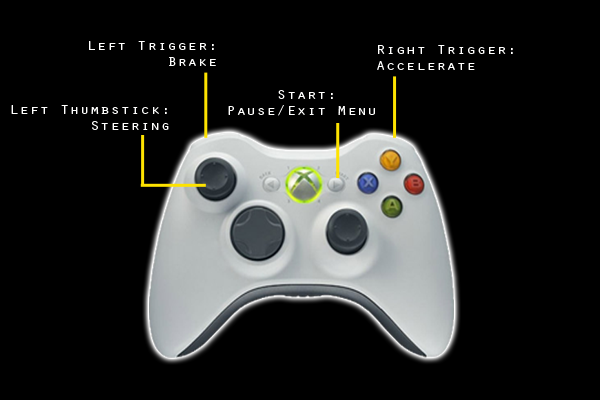 Left Trigger:
Brake
Right Trigger:
Accelerate
Start:
Pause/Exit Menu
Left Thumbstick:
Steering
Y
X
B
A